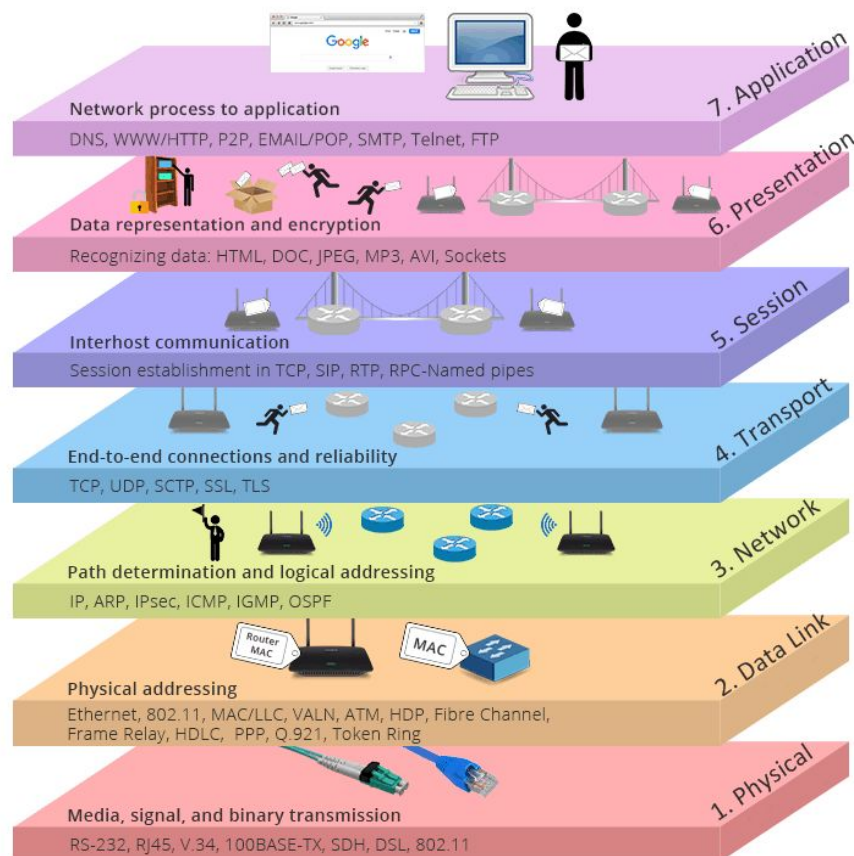 Google
7. Application
Network process to application
DNS, WWW/HTTP, P2P, EMAIL/POP, SMTP, Telnet, FTP
6. Presentation
Data representation and encryption
Recognizing data: HTML, DOC, JPEG, MP3, AVI, Sockets
5. Session
Interhost communication
Session establishment in TCP, SIP, RTP, RPC-Named pipes
4. Transport
End-to-end connections and reliability
TCP, UDP, SCTP, SSL, TLS
3. Network
Path determination and logical addressing
IP, ARP, IPsec, ICMP, IGMP, OSPF
Router
MAC
MAC
2. Data Link
Physical addressing
Ethernet, 802.11, MAC/LLC, VALN, ATM, HDP, Fibre Channel,
Frame Relay, HDLC, PPP, Q.921, Token Ring
1. Physical
Media, signal, and binary transmission
RS-232, RJ45, V.34, 100BASE-TX, SDH, DSL, 802.11